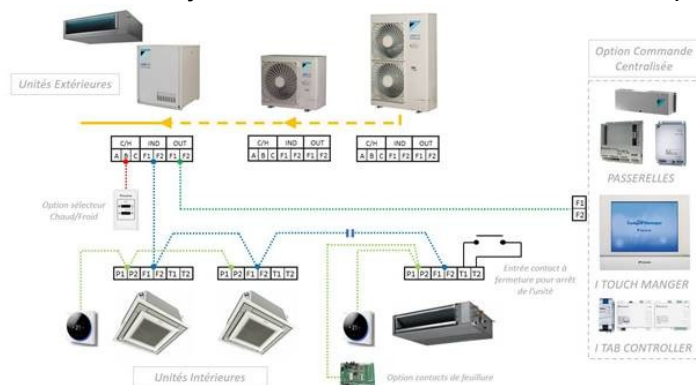 Unités Extérieures
Option Commande
Centralisée
C/H IND OUT
A B C F1 F2 F1 F2
C/H IND OUT
A B C F1 F2 F1 F2
C/H IND OUT
A B C F1 F2 F1 F2
PASSERELLES
Option sélecteur
Chaud/Froid
F1
F2
P1 P2 F1 F2 T1 T2
P1 P2 F1 F2 T1 T2
P1 P2 F1 F2 T1 T2
Entrée contact à
fermeture pour arrêt
de l'unité
I TOUCH MANGER
I TAB CONTROLLER
Unités Intérieures
Option contacts de feuillure